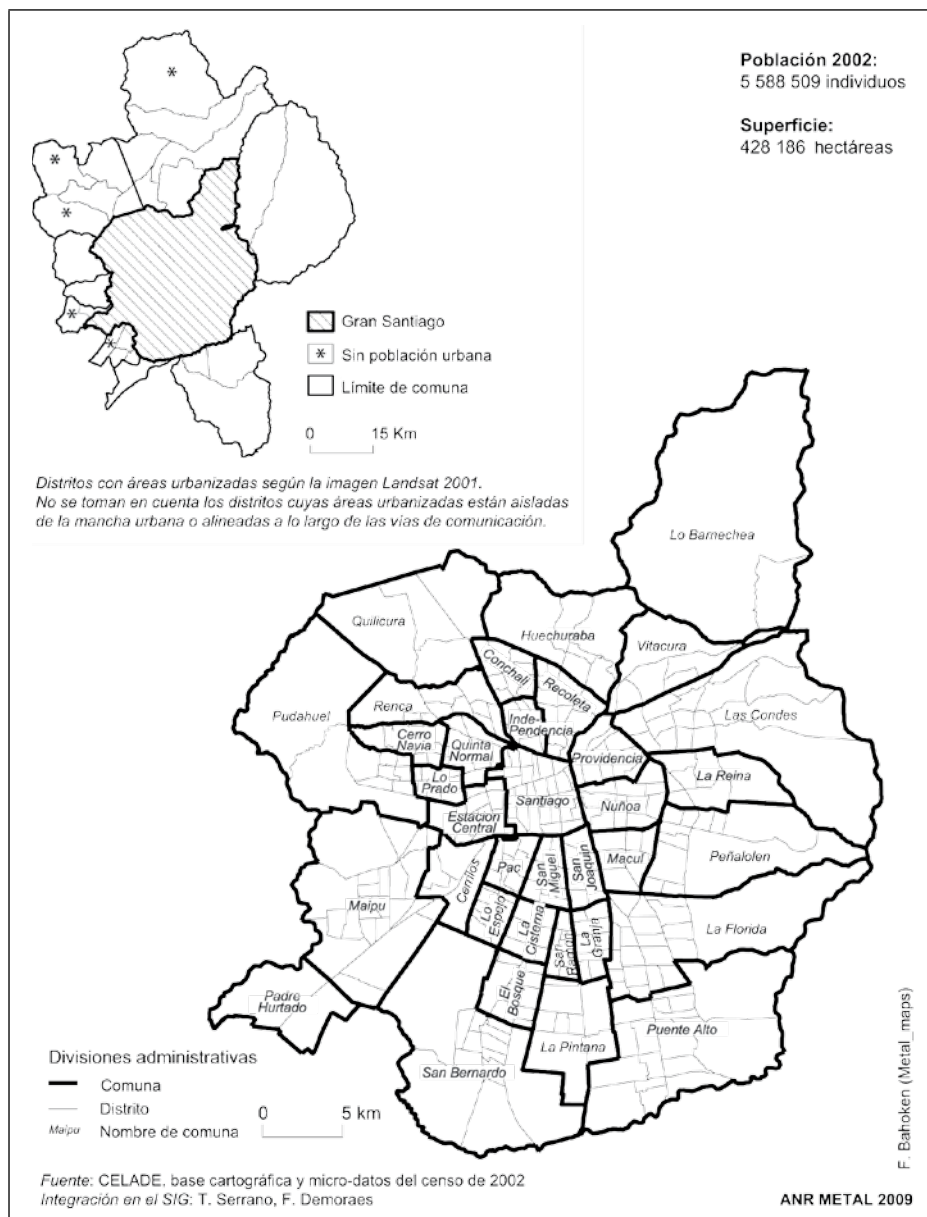 Población 2002:
5 588 509 individuos
Superficie:
428 186 hectáreas
*
*
*
*
*
Gran Santiago
* Sin población urbana
Límite de comuna
0 15 Km
Distritos con áreas urbanizadas según la imagen Landsat 2001.
No se toman en cuenta los distritos cuyas áreas urbanizadas están aisladas
de la mancha urbana o alineadas a lo largo de las vías de comunicación.
Lo Barnechea
Quilicura
Huechuraba
Vitacura
Conchali
Recoleta
Renca
Pudahuel
Inde-
Pendencia
Las Condes
Cerro
Navia
Quinta
Normal
Providencia
La Reina
Lo
Prado
Santiago
Nuñoa
Estacion
Central
Macul
Peñalolen
Pac
San
Miguel
San
Joaquin
Cerrillos
Maipu
Lo
Espejo
La
Cisterna
San
Ramon
La
Granja
La Florida
El
Bosque
Padre
Hurtado
Puente Alto
La Pintana
San Bernardo
Divisiones administrativas
Comuna
Distrito
Maipu Nombre de comuna
0 5 km
F. Bahoken (Metal_maps)
Fuente: CELADE, base cartográfica y micro-datos del censo de 2002
Integración en el SIG: T. Serrano, F. Demoraes
ANR METAL 2009